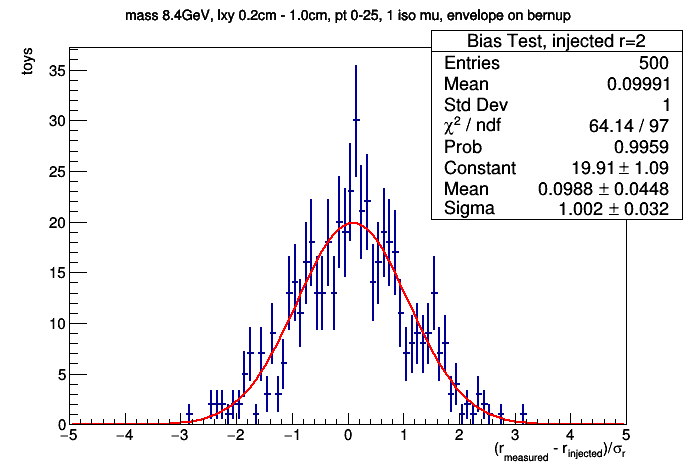 mass 8.4GeV, lxy 0.2cm - 1.0cm, pt 0-25, 1 iso mu, envelope on bernup
Bias Test, injected r=2
Entries 500
Mean 0.09991
Std Dev 1
χ² / ndf 64.14 / 97
Prob 0.9959
Constant 19.91 ± 1.09
Mean 0.0988 ± 0.0448
Sigma 1.002 ± 0.032
toys
35
30
25
20
15
10
5
0
−5 −4 −3 −2 −1 0 1 2 3 4 5
(r_measured - r_injected)/σ_r